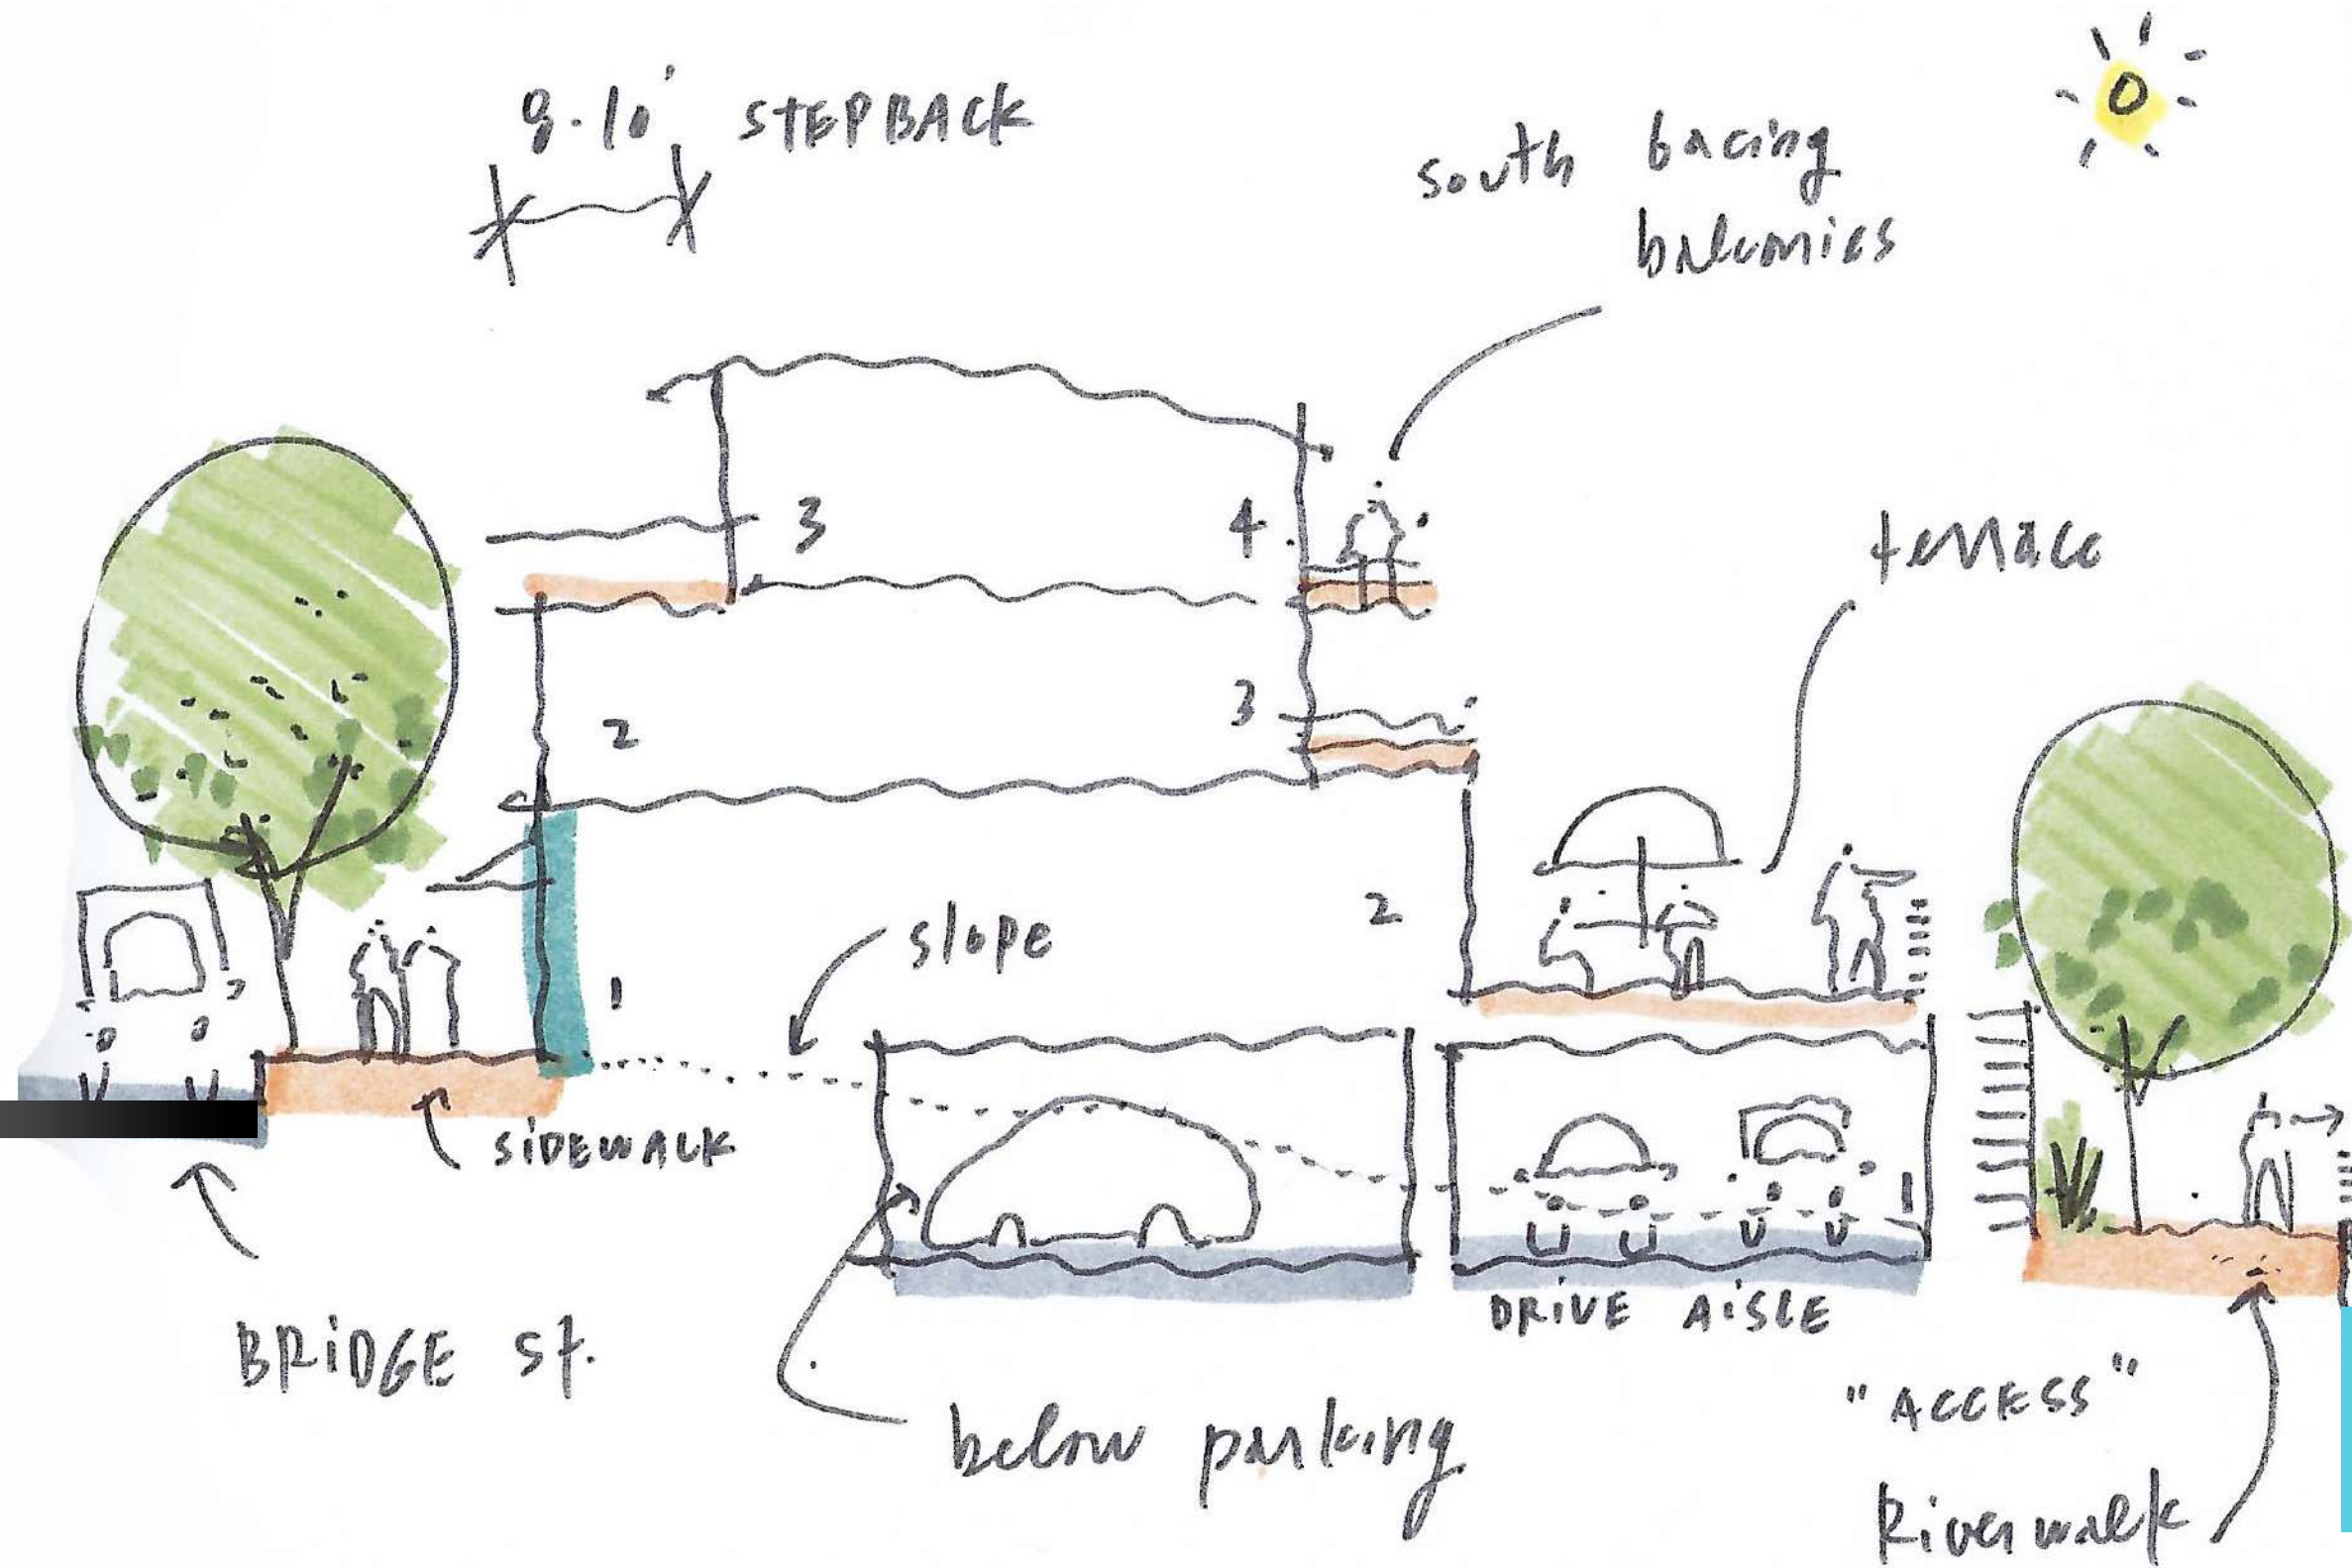 8-10' STEPBACK
south facing
balconies
3
4
terrace
2
3
slope
2
1
1
SIDEWALK
DRIVE AISLE
BRIDGE St.
below parking
"ACCESS"
Riverwalk